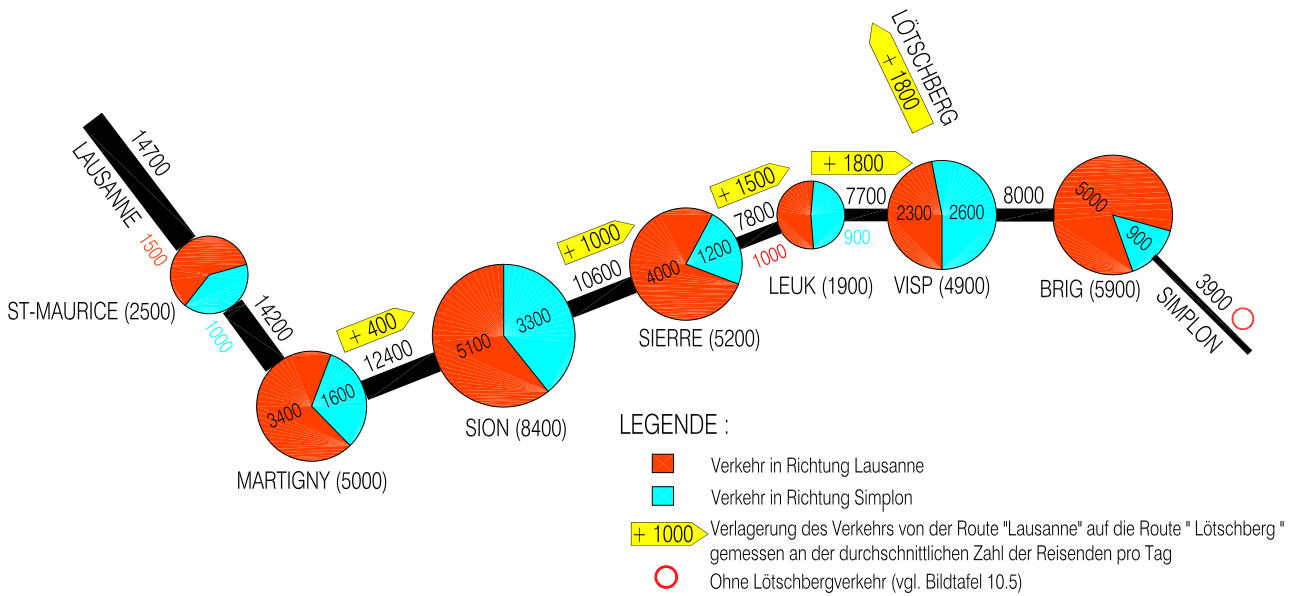 LÖTSCHBERG
+ 1800
14700
LAUSANNE
1500
ST-MAURICE (2500)
1000
14200
+ 400
12400
3400
1600
MARTIGNY (5000)
5100
3300
SION (8400)
+ 1000
10600
4000
1200
SIERRE (5200)
+ 1500
7800
1000
LEUK (1900)
+ 1800
7700
900
2300
2600
VISP (4900)
8000
5000
900
BRIG (5900)
3900
SIMPLON
LEGENDE :
Verkehr in Richtung Lausanne
Verkehr in Richtung Simplon
+ 1000
Verlagerung des Verkehrs von der Route "Lausanne" auf die Route " Lötschberg "
gemessen an der durchschnittlichen Zahl der Reisenden pro Tag
Ohne Lötschbergverkehr (vgl. Bildtafel 10.5)